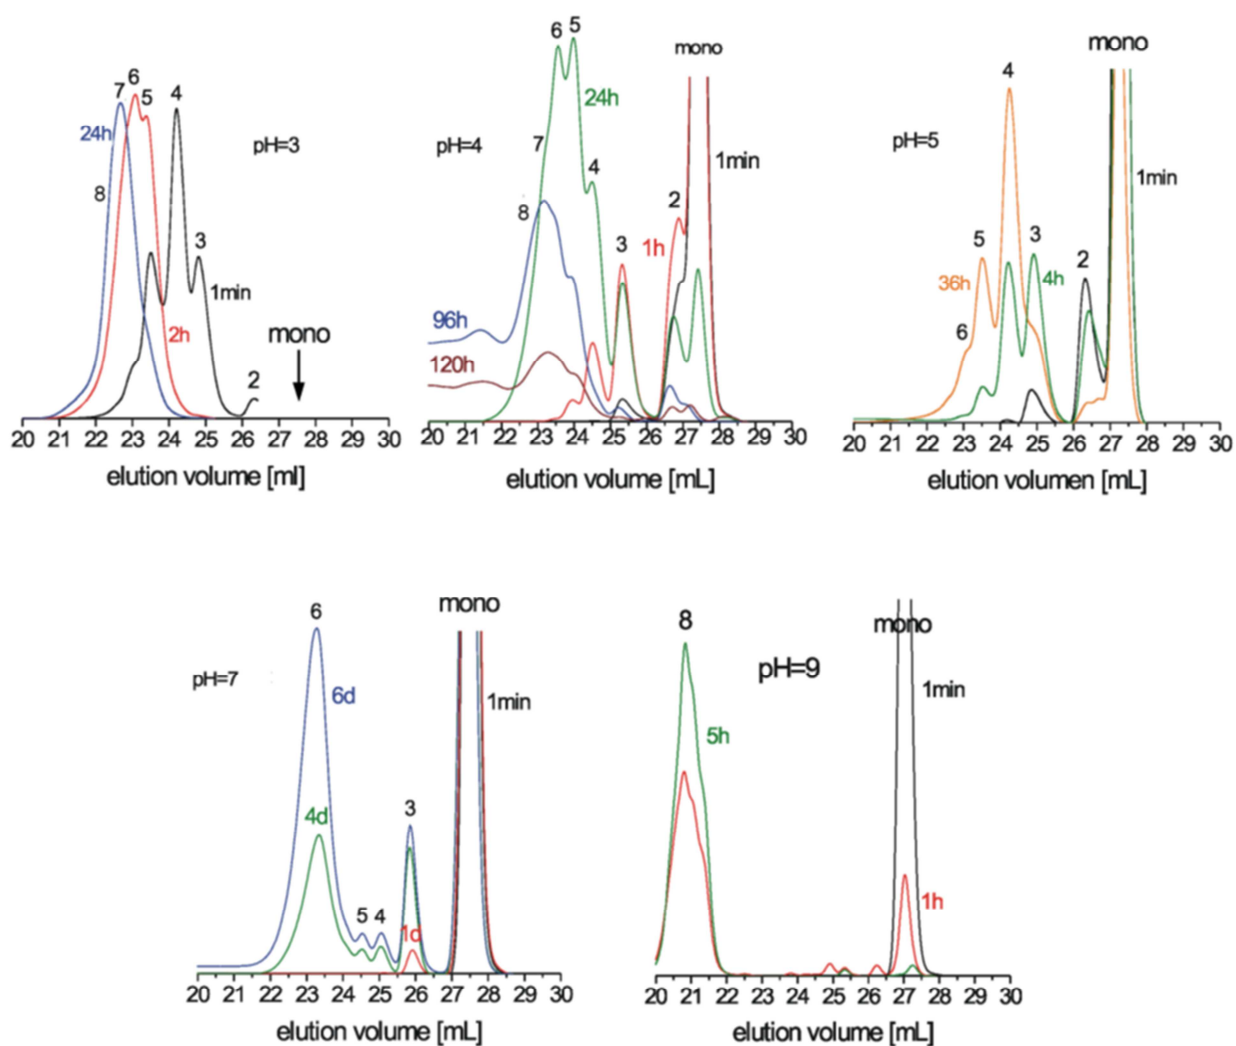 7 6 5 4
24h
pH=3
8
3
1min
2h
mono
2
20 21 22 23 24 25 26 27 28 29 30
elution volume [ml]
6 5
mono
24h
pH=4
7
4
1min
8
2
3
1h
96h
120h
20 21 22 23 24 25 26 27 28 29 30
elution volume [mL]
mono
4
pH=5
1min
5
3
2
36h
4h
6
20 21 22 23 24 25 26 27 28 29 30
elution volumen [mL]
6
mono
pH=7
6d
1min
4d
3
5 4
1d
20 21 22 23 24 25 26 27 28 29 30
elution volume [mL]
8
mono
pH=9
1min
5h
1h
20 21 22 23 24 25 26 27 28 29 30
elution volume [mL]